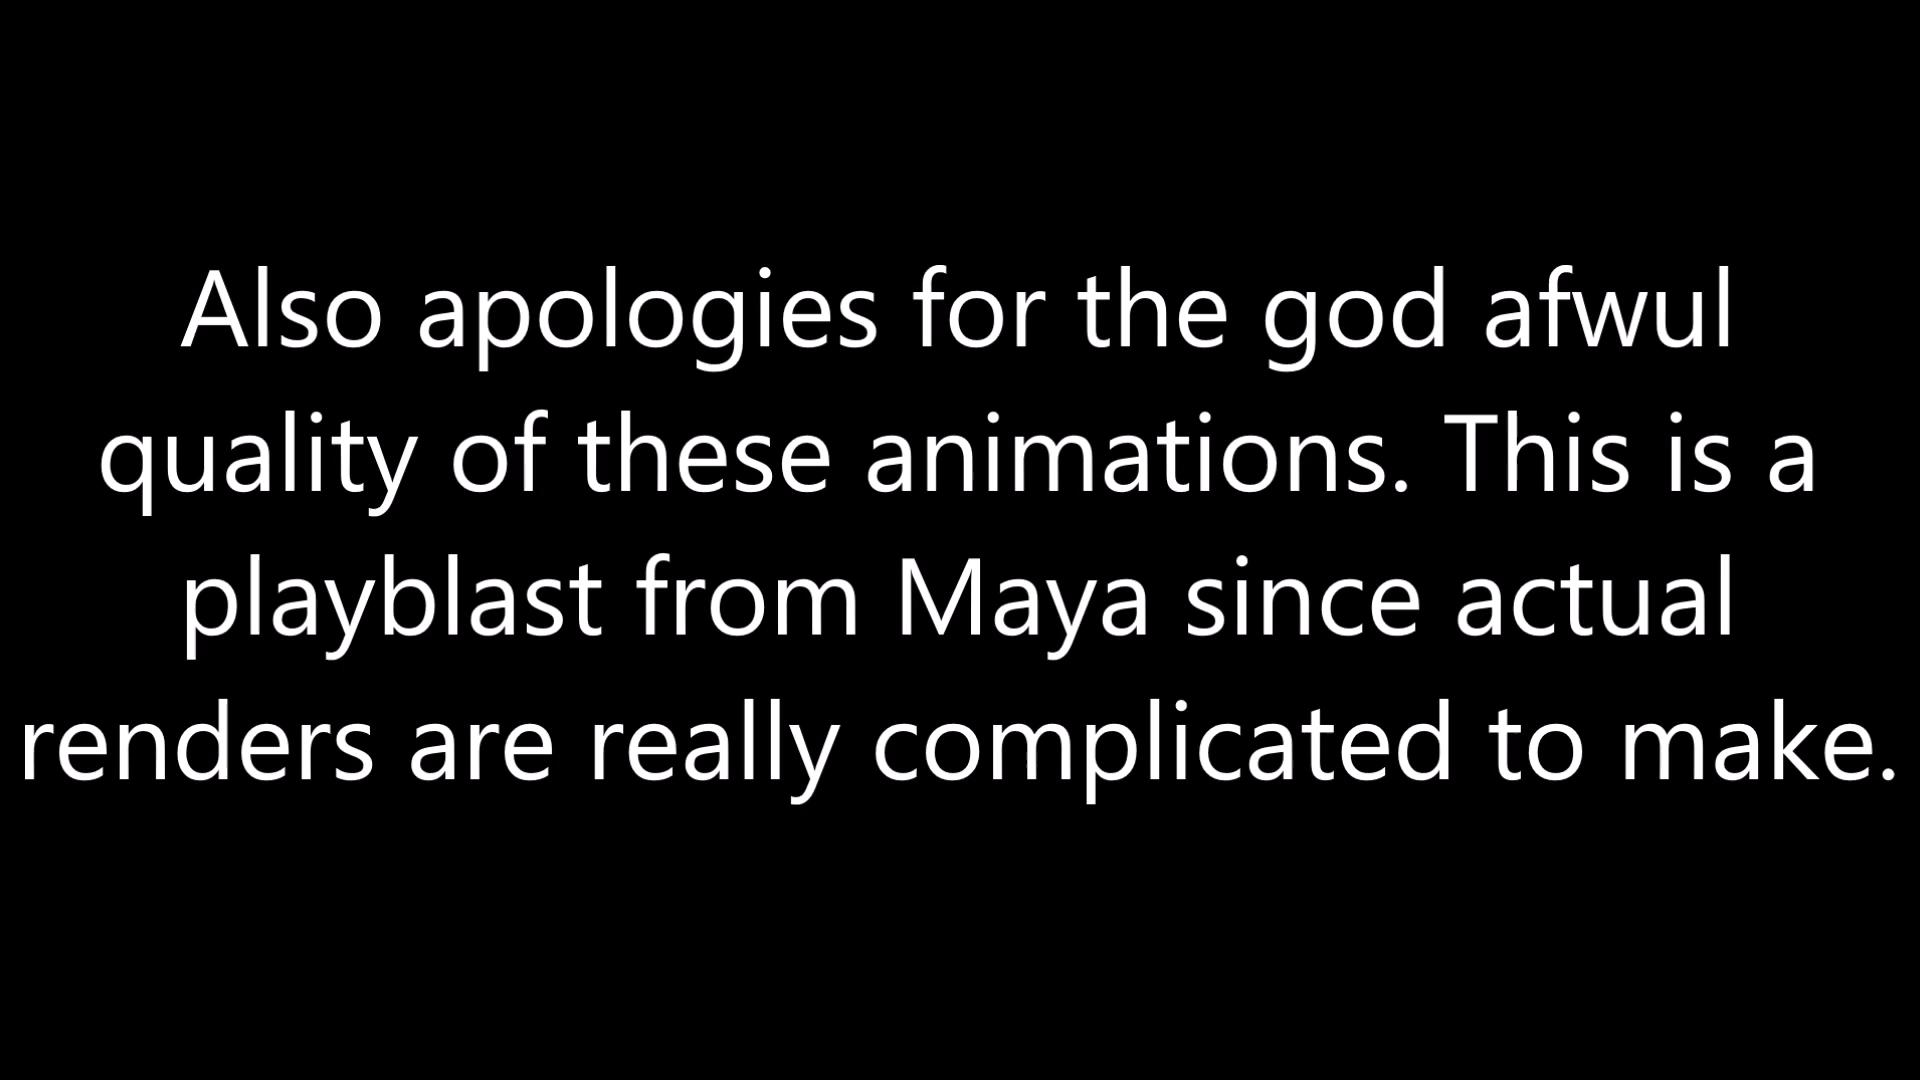 Also apologies for the god afwul
quality of these animations. This is a
playblast from Maya since actual
renders are really complicated to make.